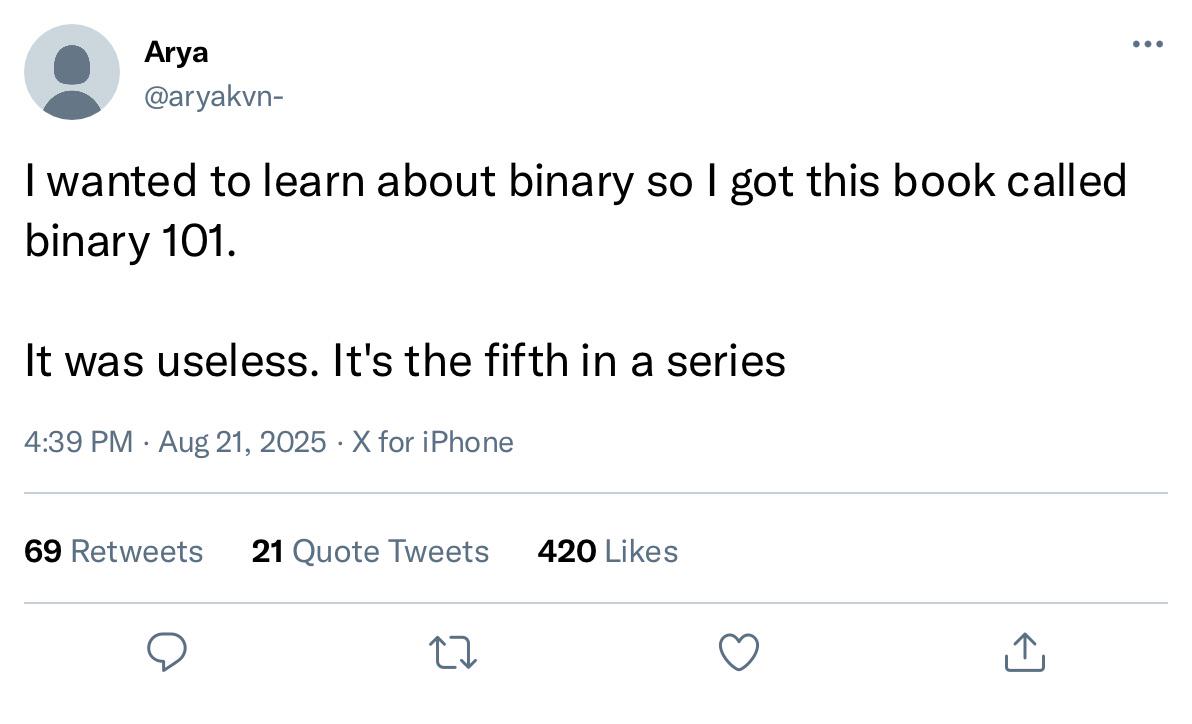 Arya
@aryakvn-
I wanted to learn about binary so I got this book called
binary 101.
It was useless. It's the fifth in a series
4:39 PM · Aug 21, 2025 · X for iPhone
69 Retweets 21 Quote Tweets 420 Likes